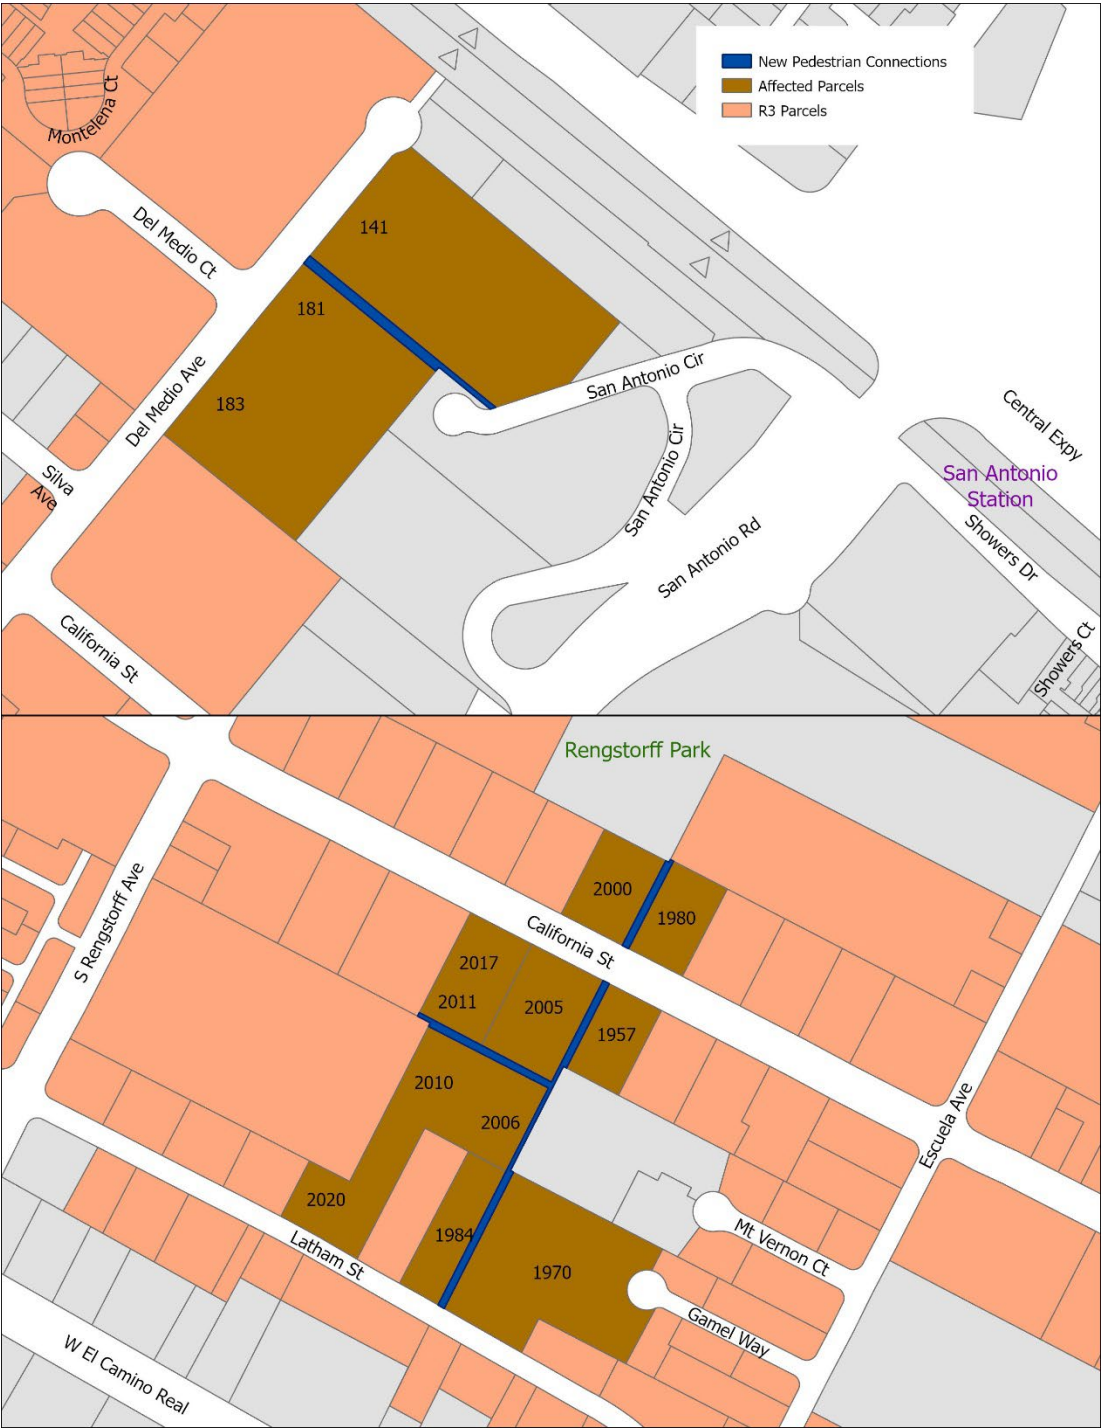 New Pedestrian Connections
Affected Parcels
R3 Parcels
Montelena Ct
Del Medio Ct
141
181
183
Del Medio Ave
San Antonio Cir
San Antonio Cir
Central Expy
San Antonio
Station
Silva
Ave
San Antonio Rd
Showers Dr
Showers Ct
California St
Rengstorff Park
S Rengstorff Ave
2000
1980
California St
2017
2011
2005
1957
2010
2006
Escuela Ave
2020
1984
1970
Latham St
Mt Vernon Ct
Gamel Way
W El Camino Real